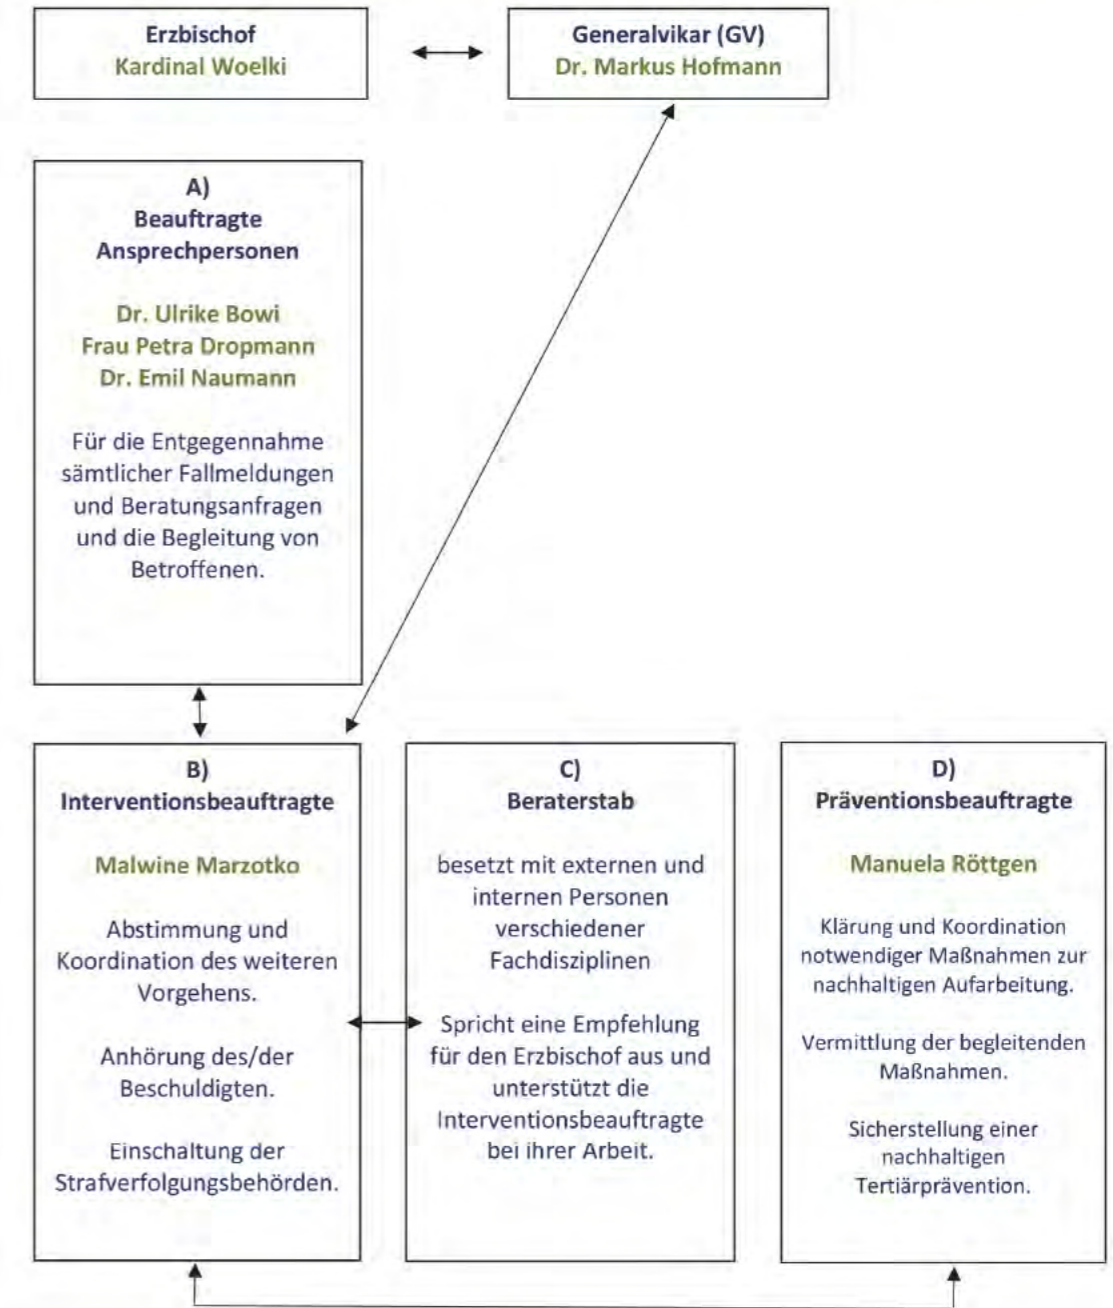 Erzbischof
Kardinal Woelki
Generalvikar (GV)
Dr. Markus Hofmann
A)
Beauftragte
Ansprechpersonen
Dr. Ulrike Bowi
Frau Petra Dropmann
Dr. Emil Naumann
Für die Entgegennahme
sämtlicher Fallmeldungen
und Beratungsanfragen
und die Begleitung von
Betroffenen.
B)
Interventionsbeauftragte
Malwine Marzotko
Abstimmung und
Koordination des weiteren
Vorgehens.
Anhörung des/der
Beschuldigten.
Einschaltung der
Strafverfolgungsbehörden.
C)
Beraterstab
besetzt mit externen und
internen Personen
verschiedener
Fachdisziplinen
Spricht eine Empfehlung
für den Erzbischof aus und
unterstützt die
Interventionsbeauftragte
bei ihrer Arbeit.
D)
Präventionsbeauftragte
Manuela Röttgen
Klärung und Koordination
notwendiger Maßnahmen zur
nachhaltigen Aufarbeitung.
Vermittlung der begleitenden
Maßnahmen.
Sicherstellung einer
nachhaltigen
Tertiärprävention.